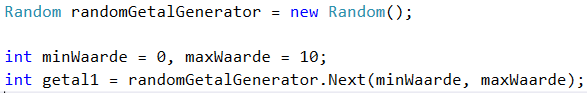 Random randomGetalGenerator = new Random();
int minWaarde = 0, maxWaarde = 10;
int getal1 = randomGetalGenerator.Next(minWaarde, maxWaarde);